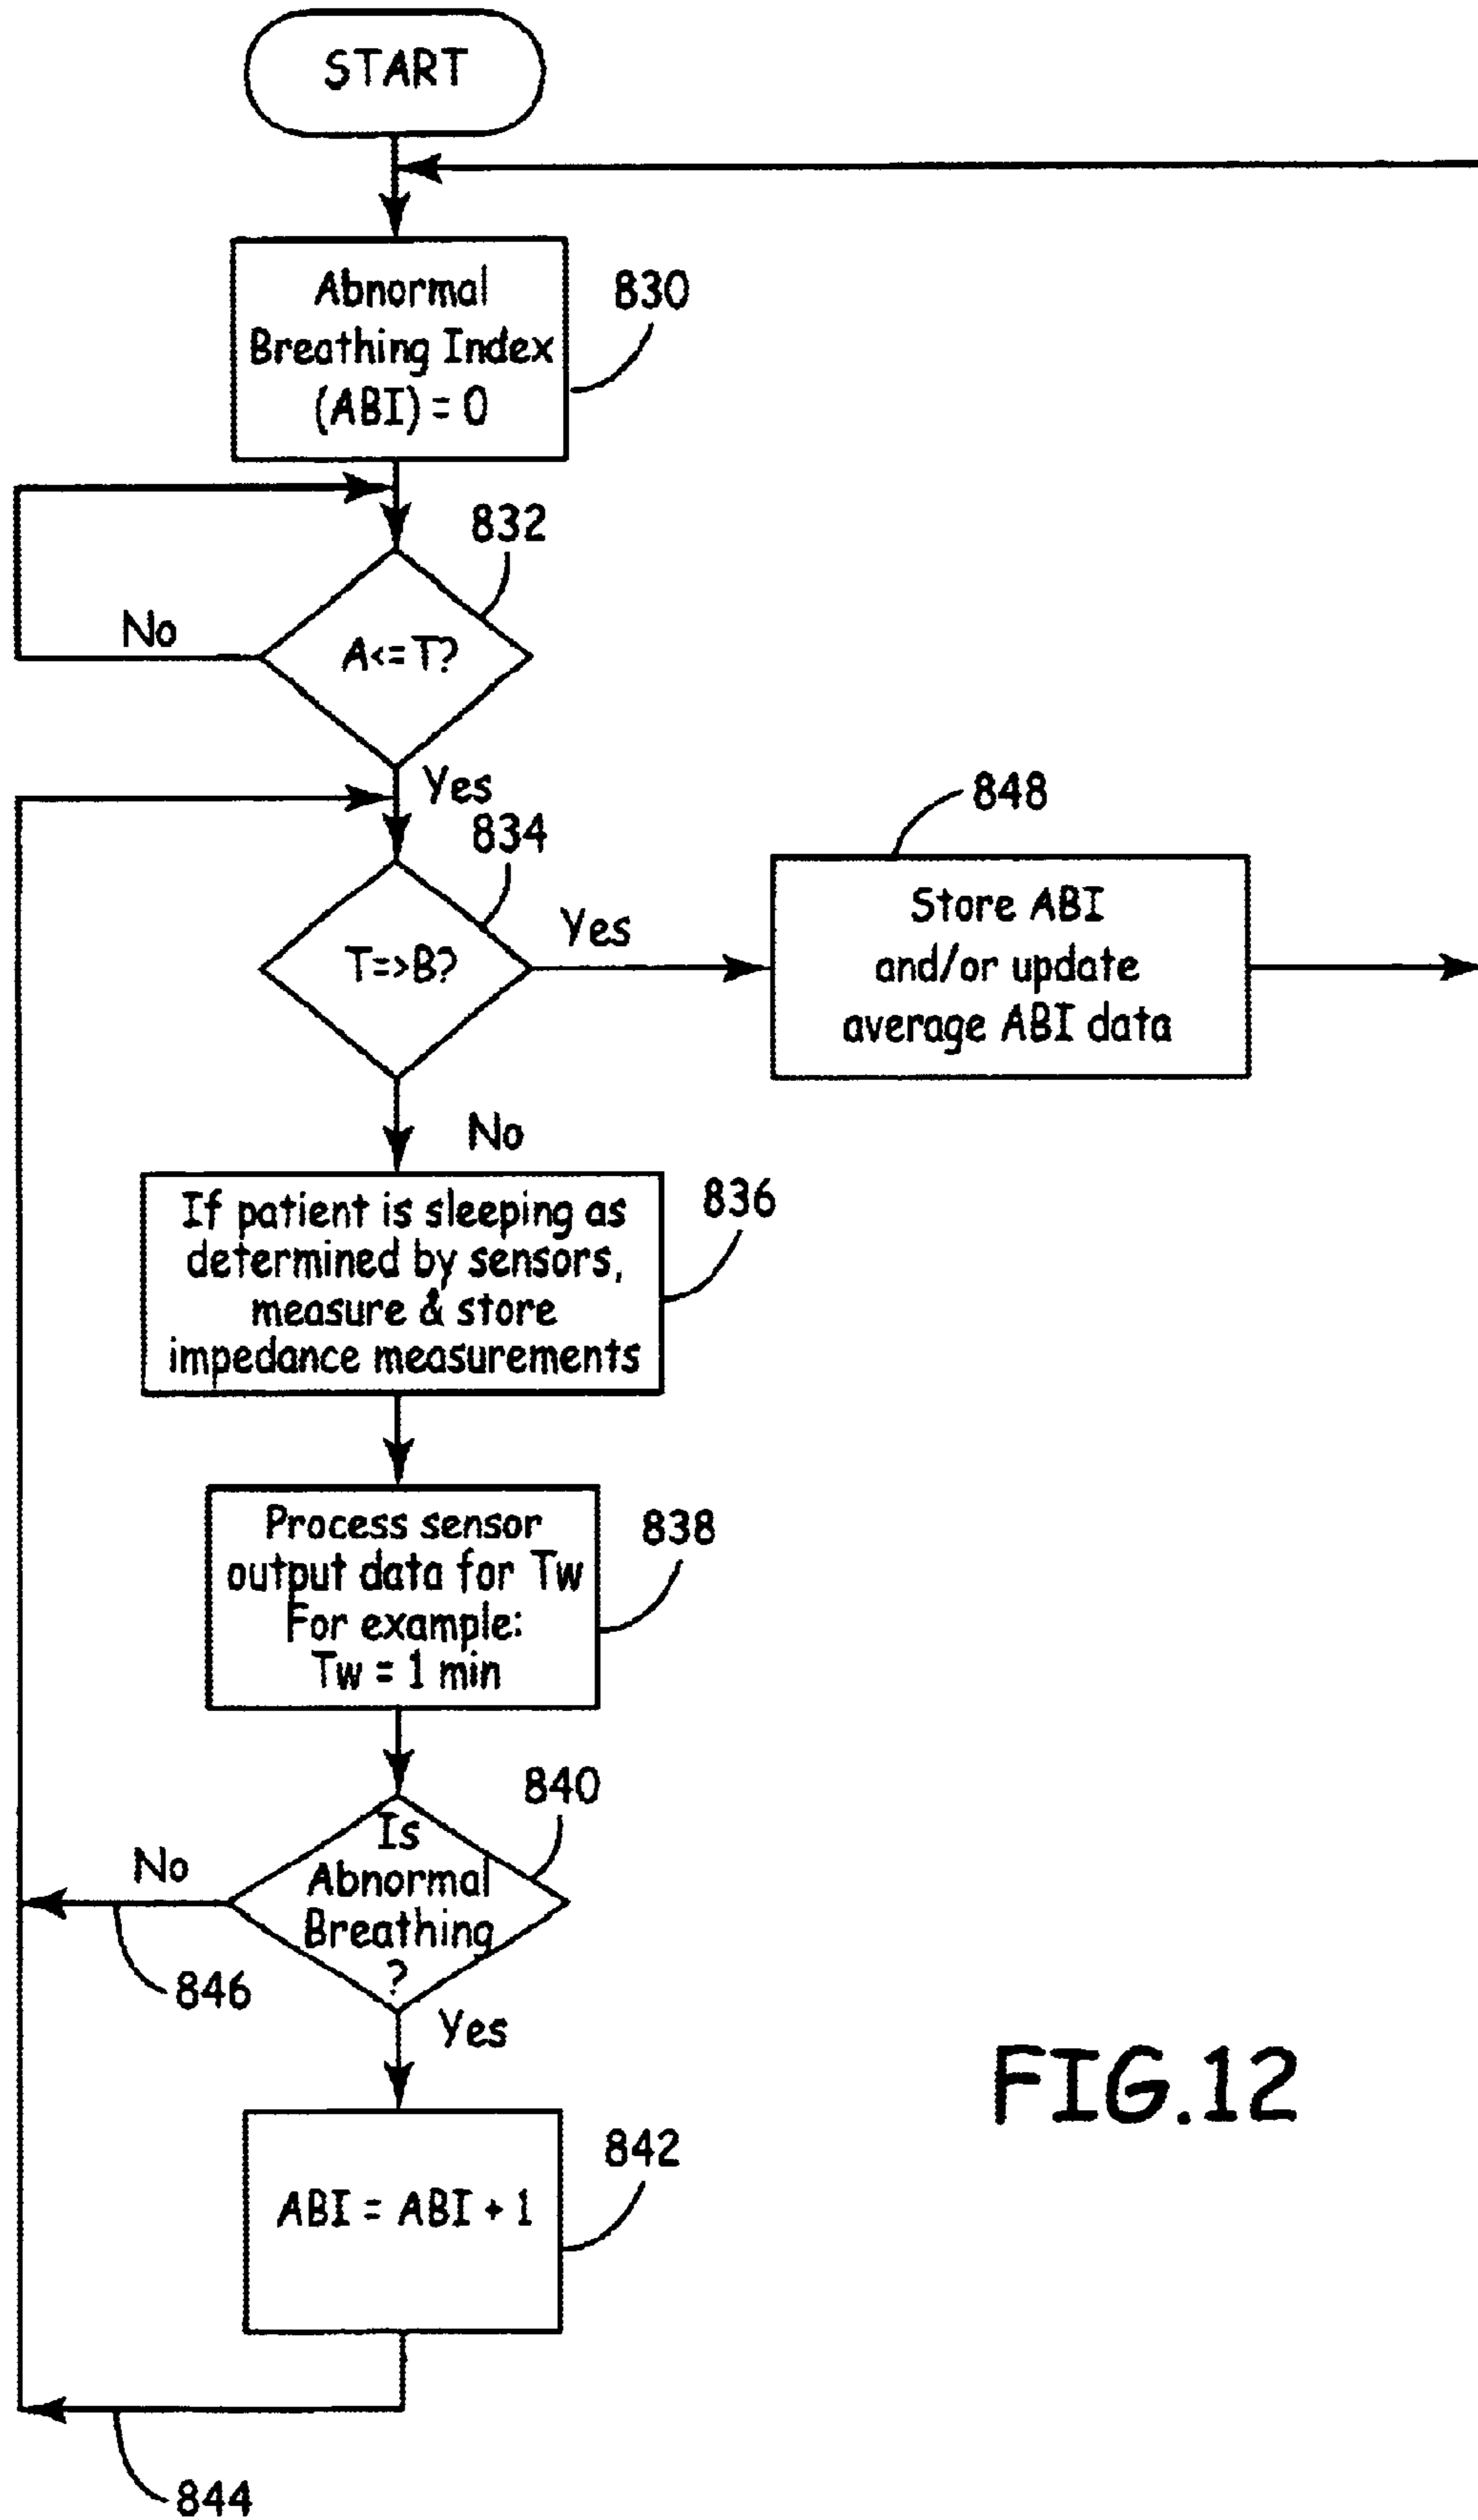 START
Abnormal
Breathing Index
(ABI) = 0
830
832
No
A<=T?
Yes
834
T=>B?
Yes
848
Store ABI
and/or update
average ABI data
No
If patient is sleeping as
determined by sensors,
measure & store
impedance measurements
836
Process sensor
output data for Tw
For example:
Tw = 1 min
838
840
Is
Abnormal
Breathing
?
No
846
Yes
ABI = ABI + 1
842
844
FIG.12